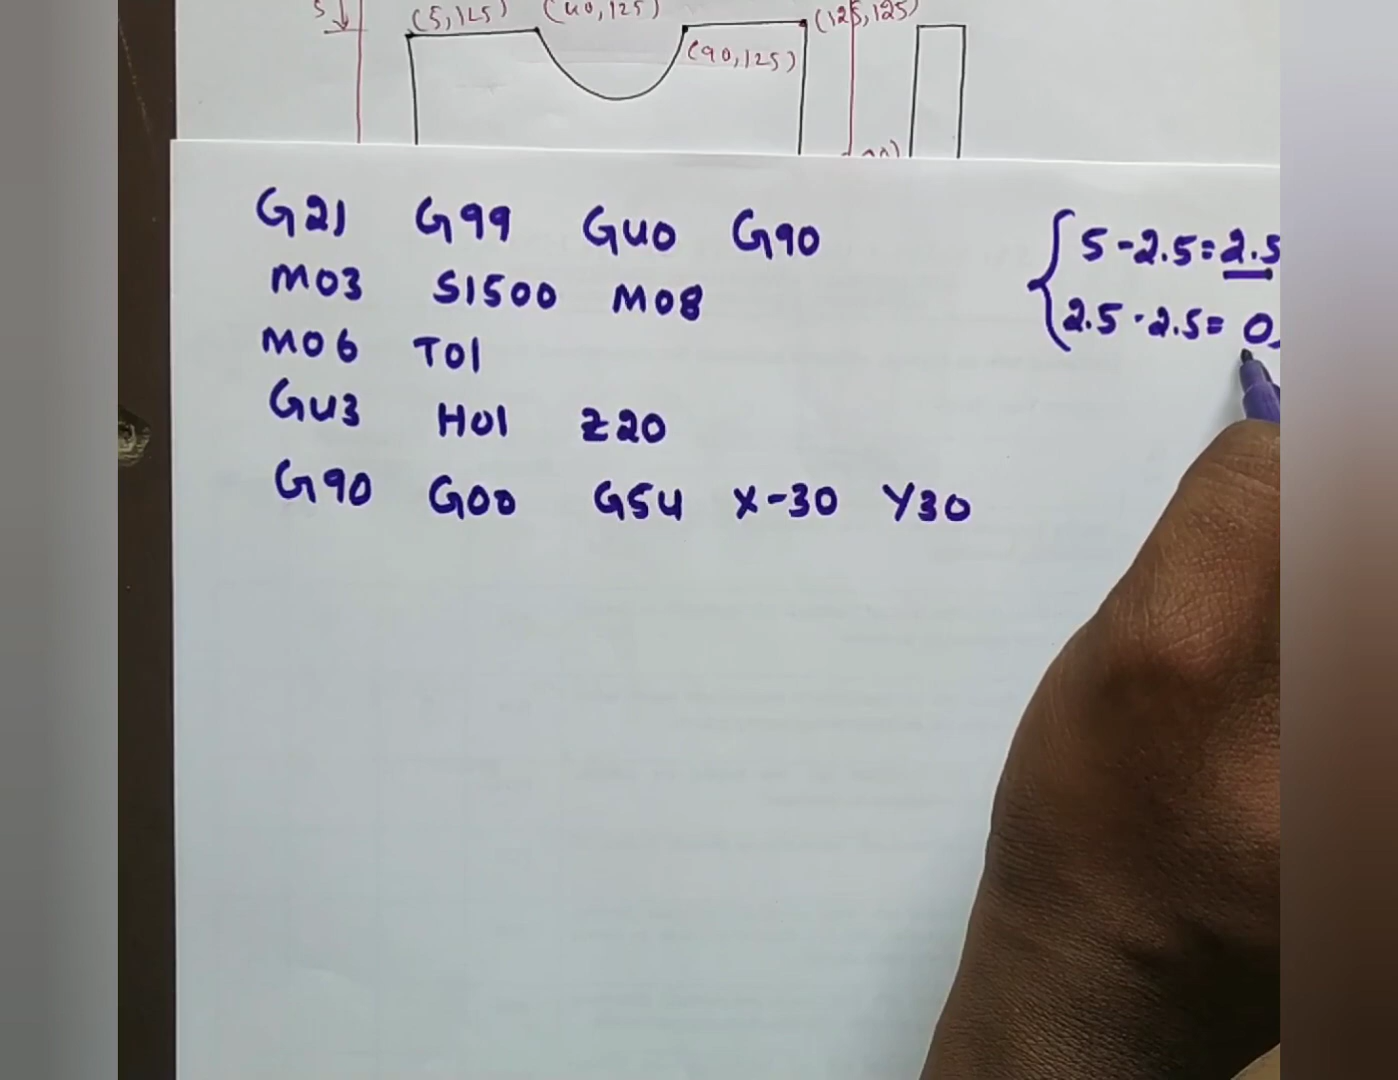 5 (5,125) (40,125) (125,125)
(90,125)
G21 G99 G40 G90
M03 S1500 M08
M06 T01
G43 H01 Z20
G90 G00 G54 X-30 Y30
5-2.5=2.5
2.5-2.5=0